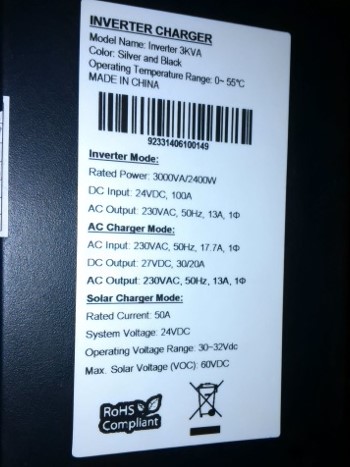 INVERTER CHARGER
Model Name: Inverter 3KVA
Color: Silver and Black
Operating Temperature Range: 0~ 55℃
MADE IN CHINA
92331406100149
Inverter Mode:
Rated Power: 3000VA/2400W
DC Input: 24VDC, 100A
AC Output: 230VAC, 50Hz, 13A, 1Φ
AC Charger Mode:
AC Input: 230VAC, 50Hz, 17.7A, 1Φ
DC Output: 27VDC, 30/20A
AC Output: 230VAC, 50Hz, 13A, 1Φ
Solar Charger Mode:
Rated Current: 50A
System Voltage: 24VDC
Operating Voltage Range: 30~32Vdc
Max. Solar Voltage (VOC): 60VDC
RoHS
Compliant